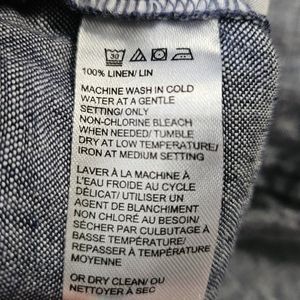 30
100% LINEN/ LIN
MACHINE WASH IN COLD
WATER AT A GENTLE
SETTING/ ONLY
NON-CHLORINE BLEACH
WHEN NEEDED/ TUMBLE
DRY AT LOW TEMPERATURE/
IRON AT MEDIUM SETTING
LAVER À LA MACHINE À
L'EAU FROIDE AU CYCLE
DÉLICAT/ UTILISER UN
AGENT DE BLANCHIMENT
NON CHLORÉ AU BESOIN/
SÉCHER PAR CULBUTAGE À
BASSE TEMPÉRATURE/
REPASSER À TEMPÉRATURE
MOYENNE
OR DRY CLEAN/ OU
NETTOYER À SEC